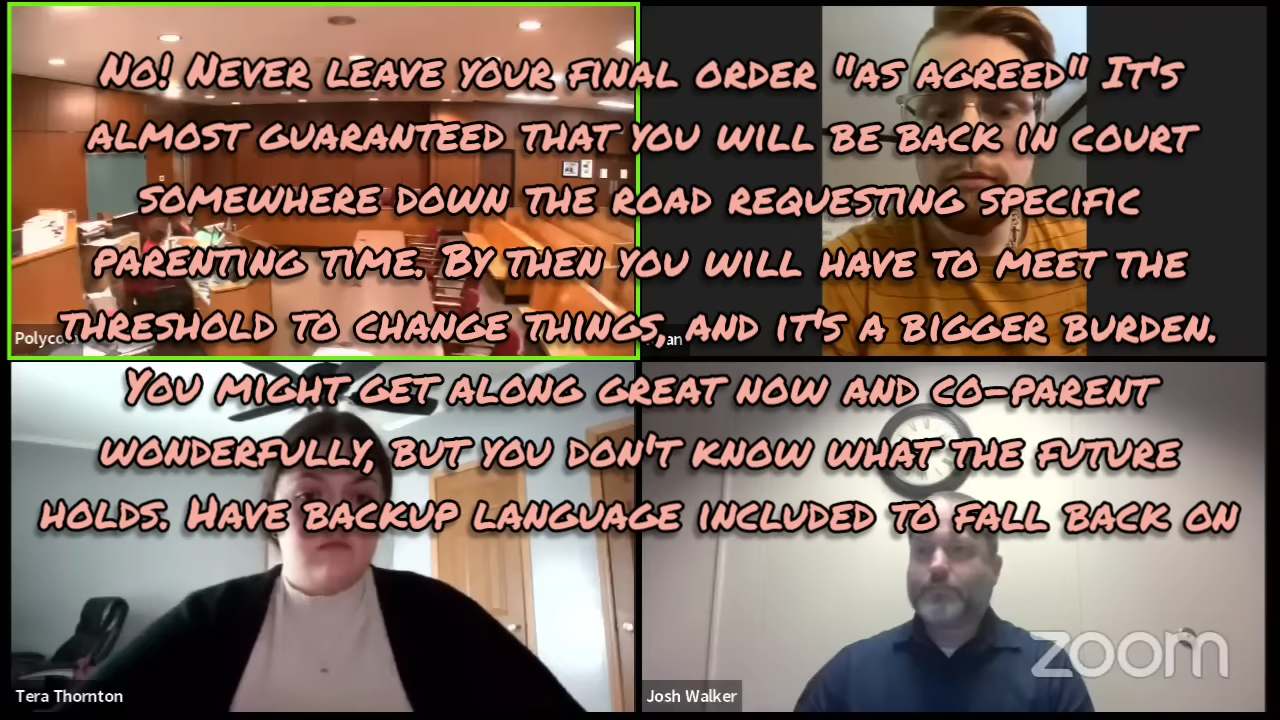 No! Never leave your final order "as agreed" It's
almost guaranteed that you will be back in court
somewhere down the road requesting specific
parenting time. By then you will have to meet the
threshold to change things, and it's a bigger burden.
You might get along great now and co-parent
wonderfully, but you don't know what the future
holds. Have backup language included to fall back on
Tera Thornton
Josh Walker
zoom